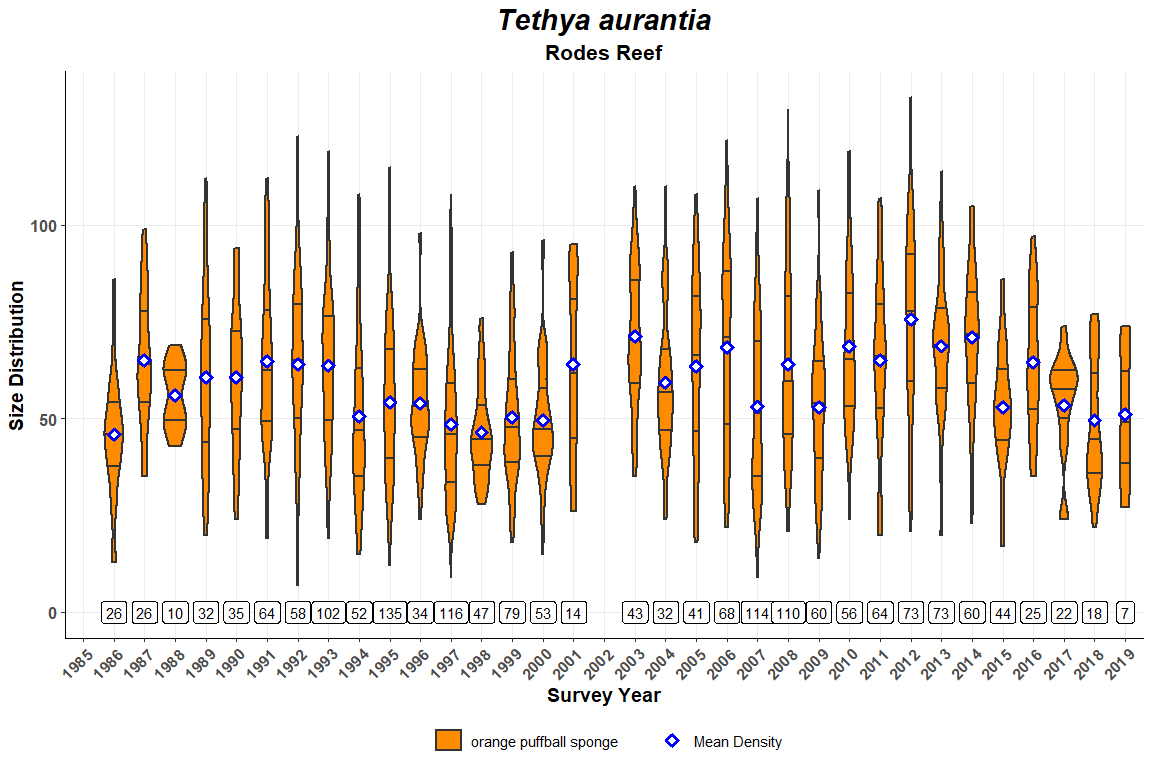 Tethya aurantia
Rodes Reef
Size Distribution
100
50
0
26 26 10 32 35 64 58 102 52 135 34 116 47 79 53 14 43 32 41 68 114 110 60 56 64 73 73 60 44 25 22 18 7
1985 1986 1987 1988 1989 1990 1991 1992 1993 1994 1995 1996 1997 1998 1999 2000 2001 2002 2003 2004 2005 2006 2007 2008 2009 2010 2011 2012 2013 2014 2015 2016 2017 2018 2019
Survey Year
orange puffball sponge Mean Density